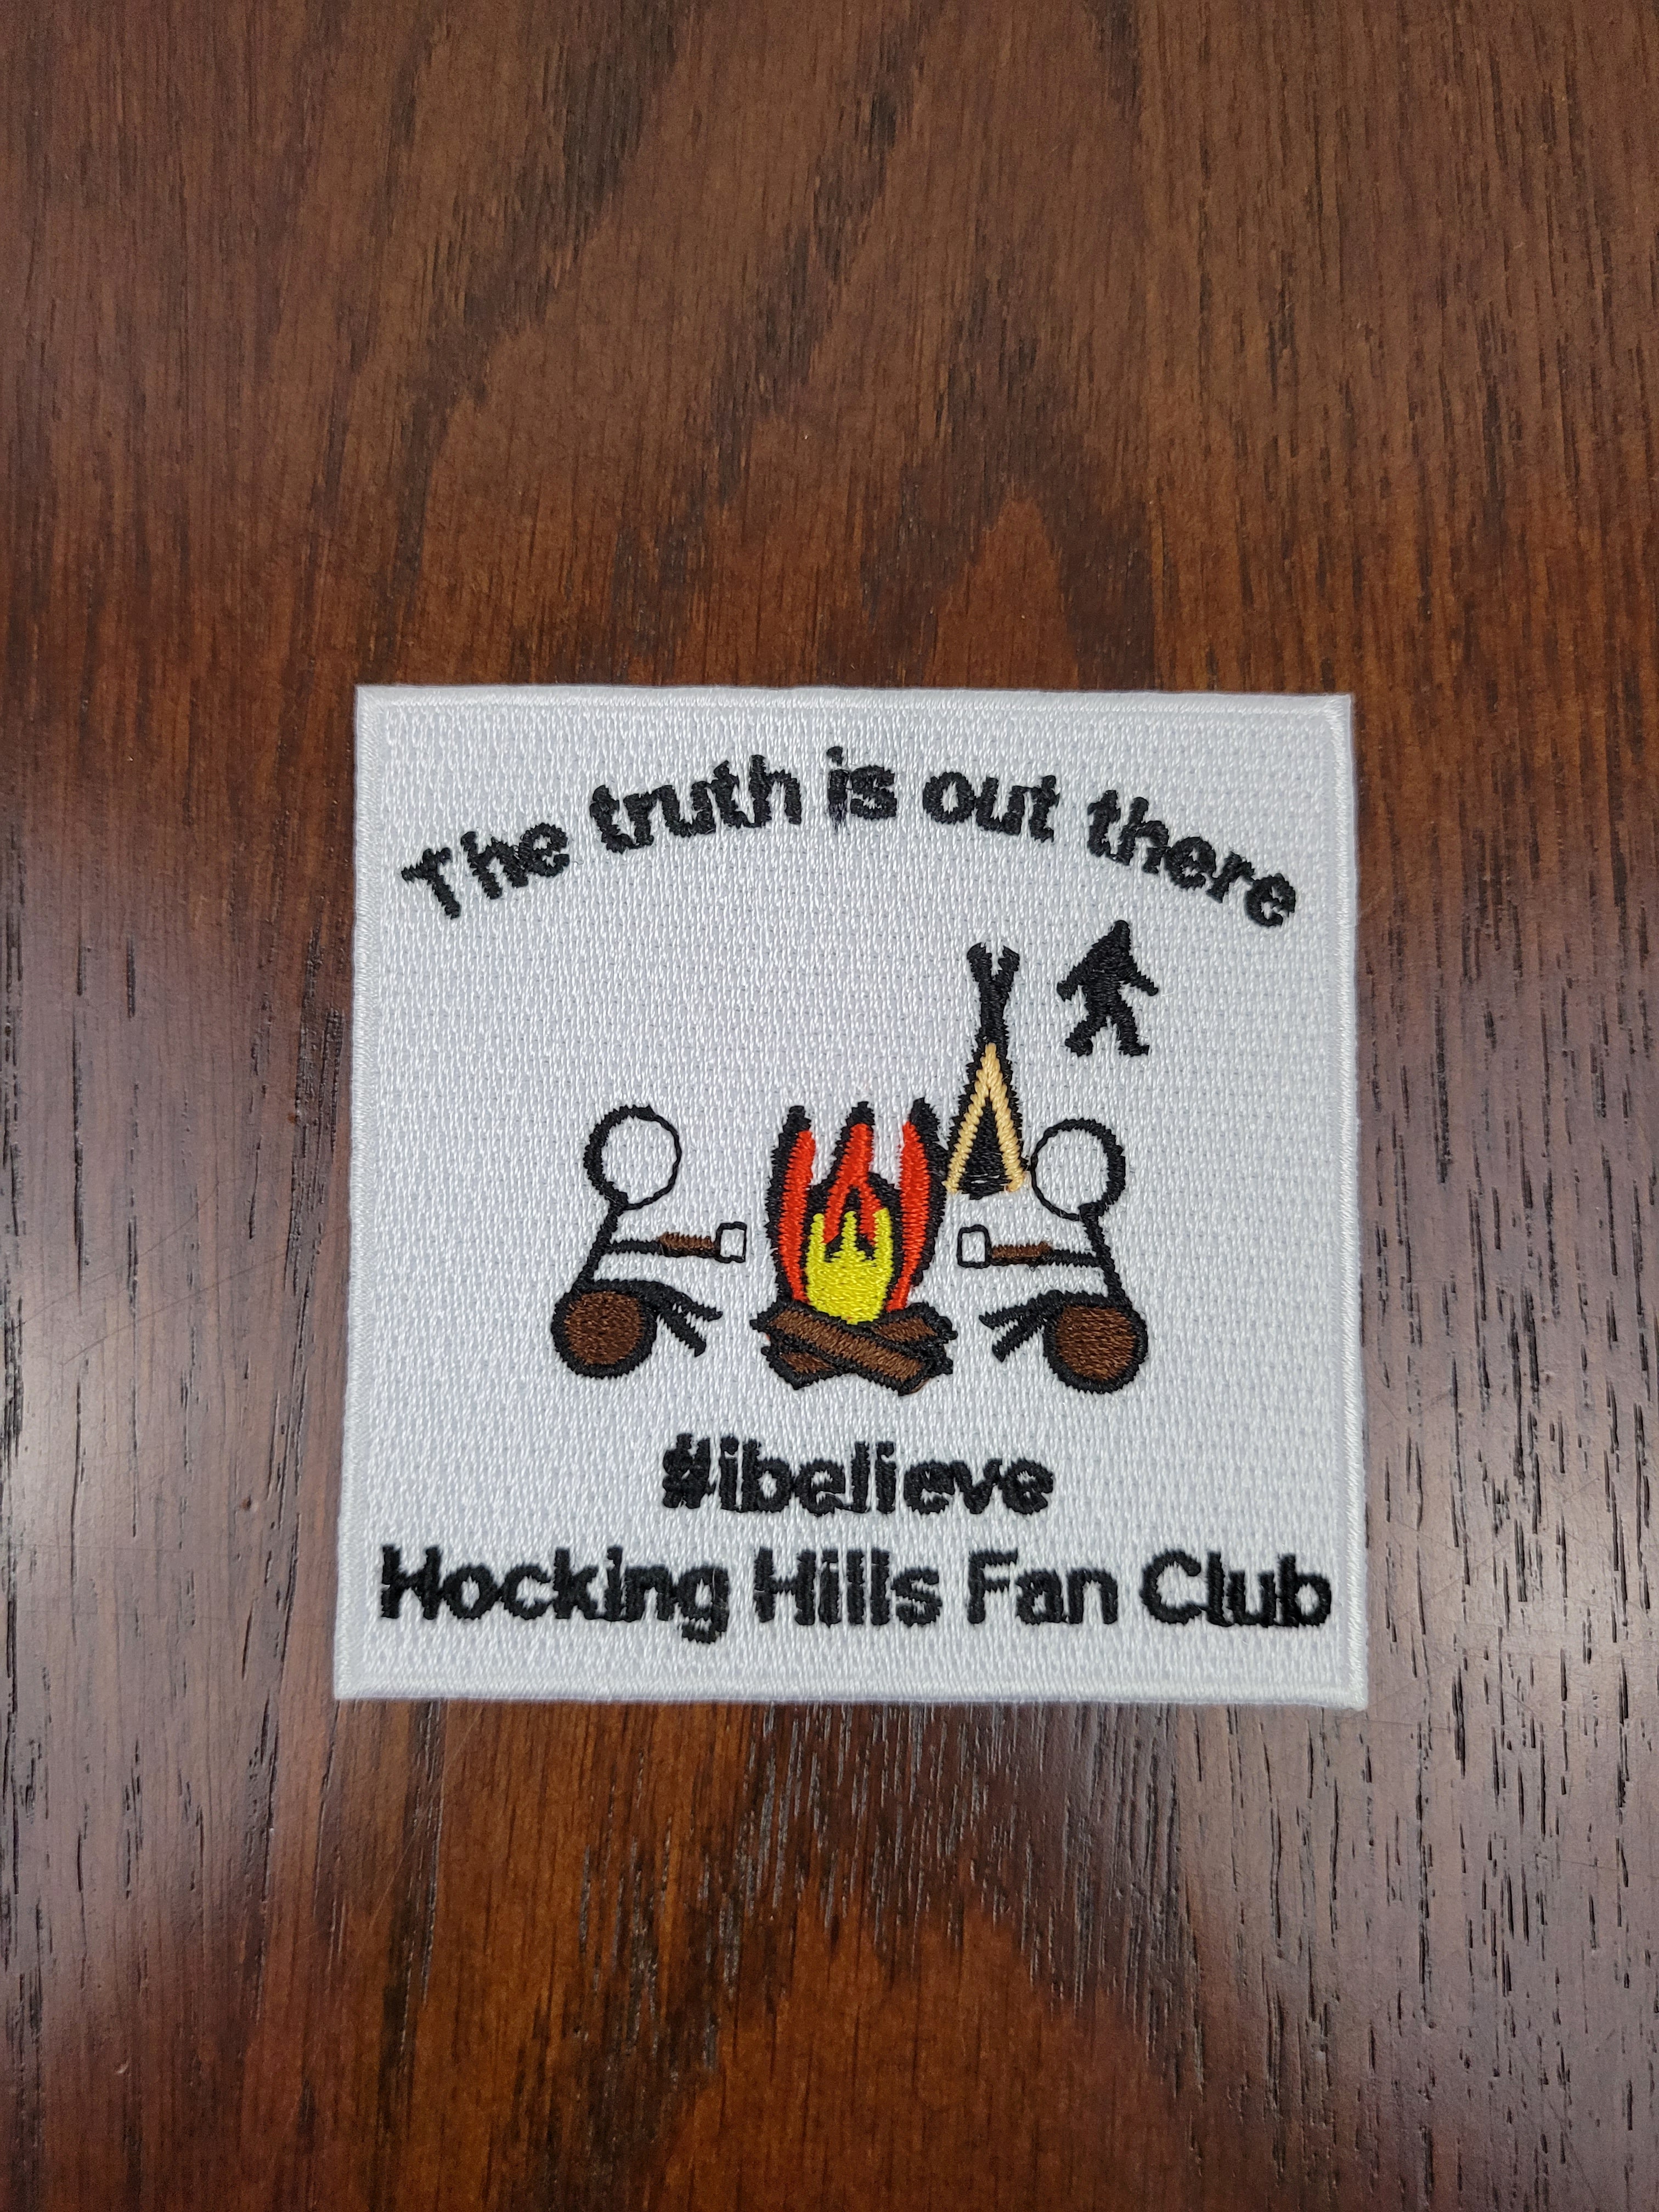 The truth is out there
#ibelieve
Hocking Hills Fan Club